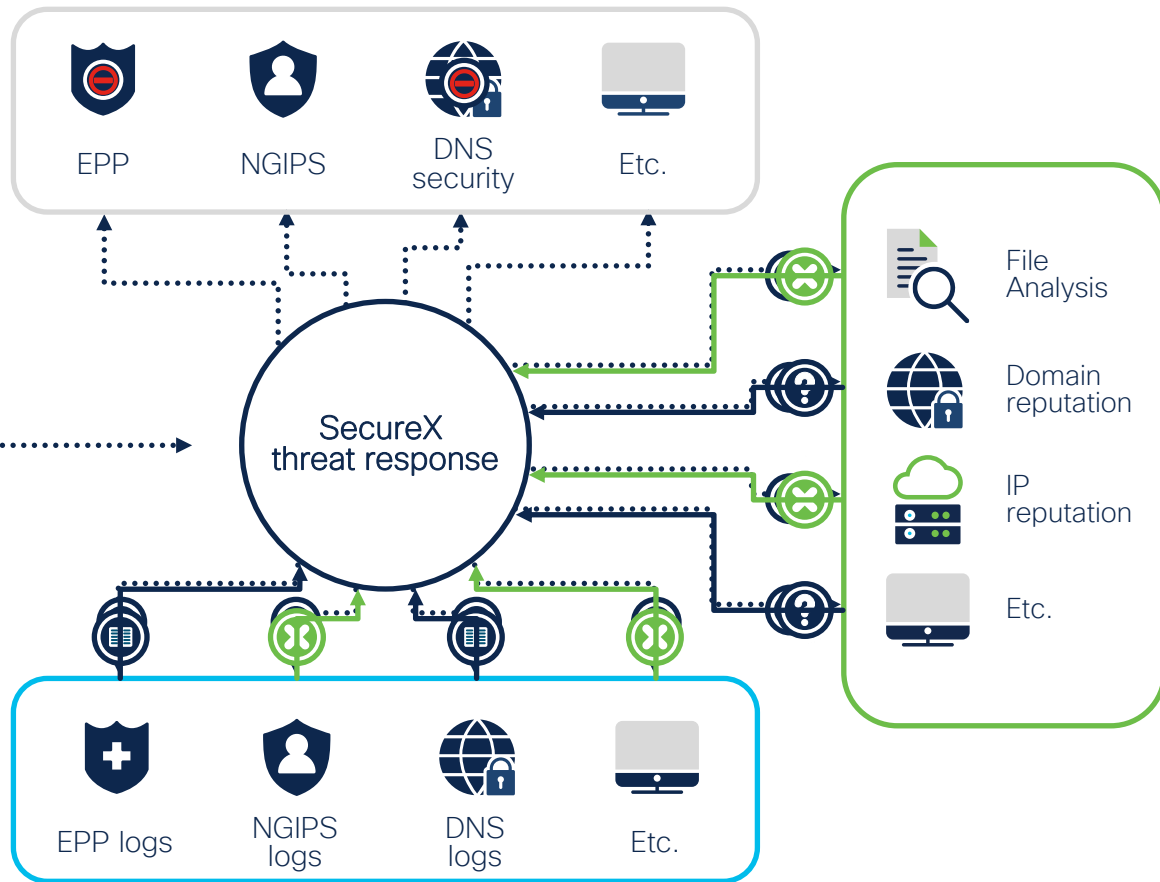 EPP
NGIPS
DNS
security
Etc.
File
Analysis
Domain
reputation
IP
reputation
Etc.
SecureX
threat response
EPP logs
NGIPS
logs
DNS
logs
Etc.